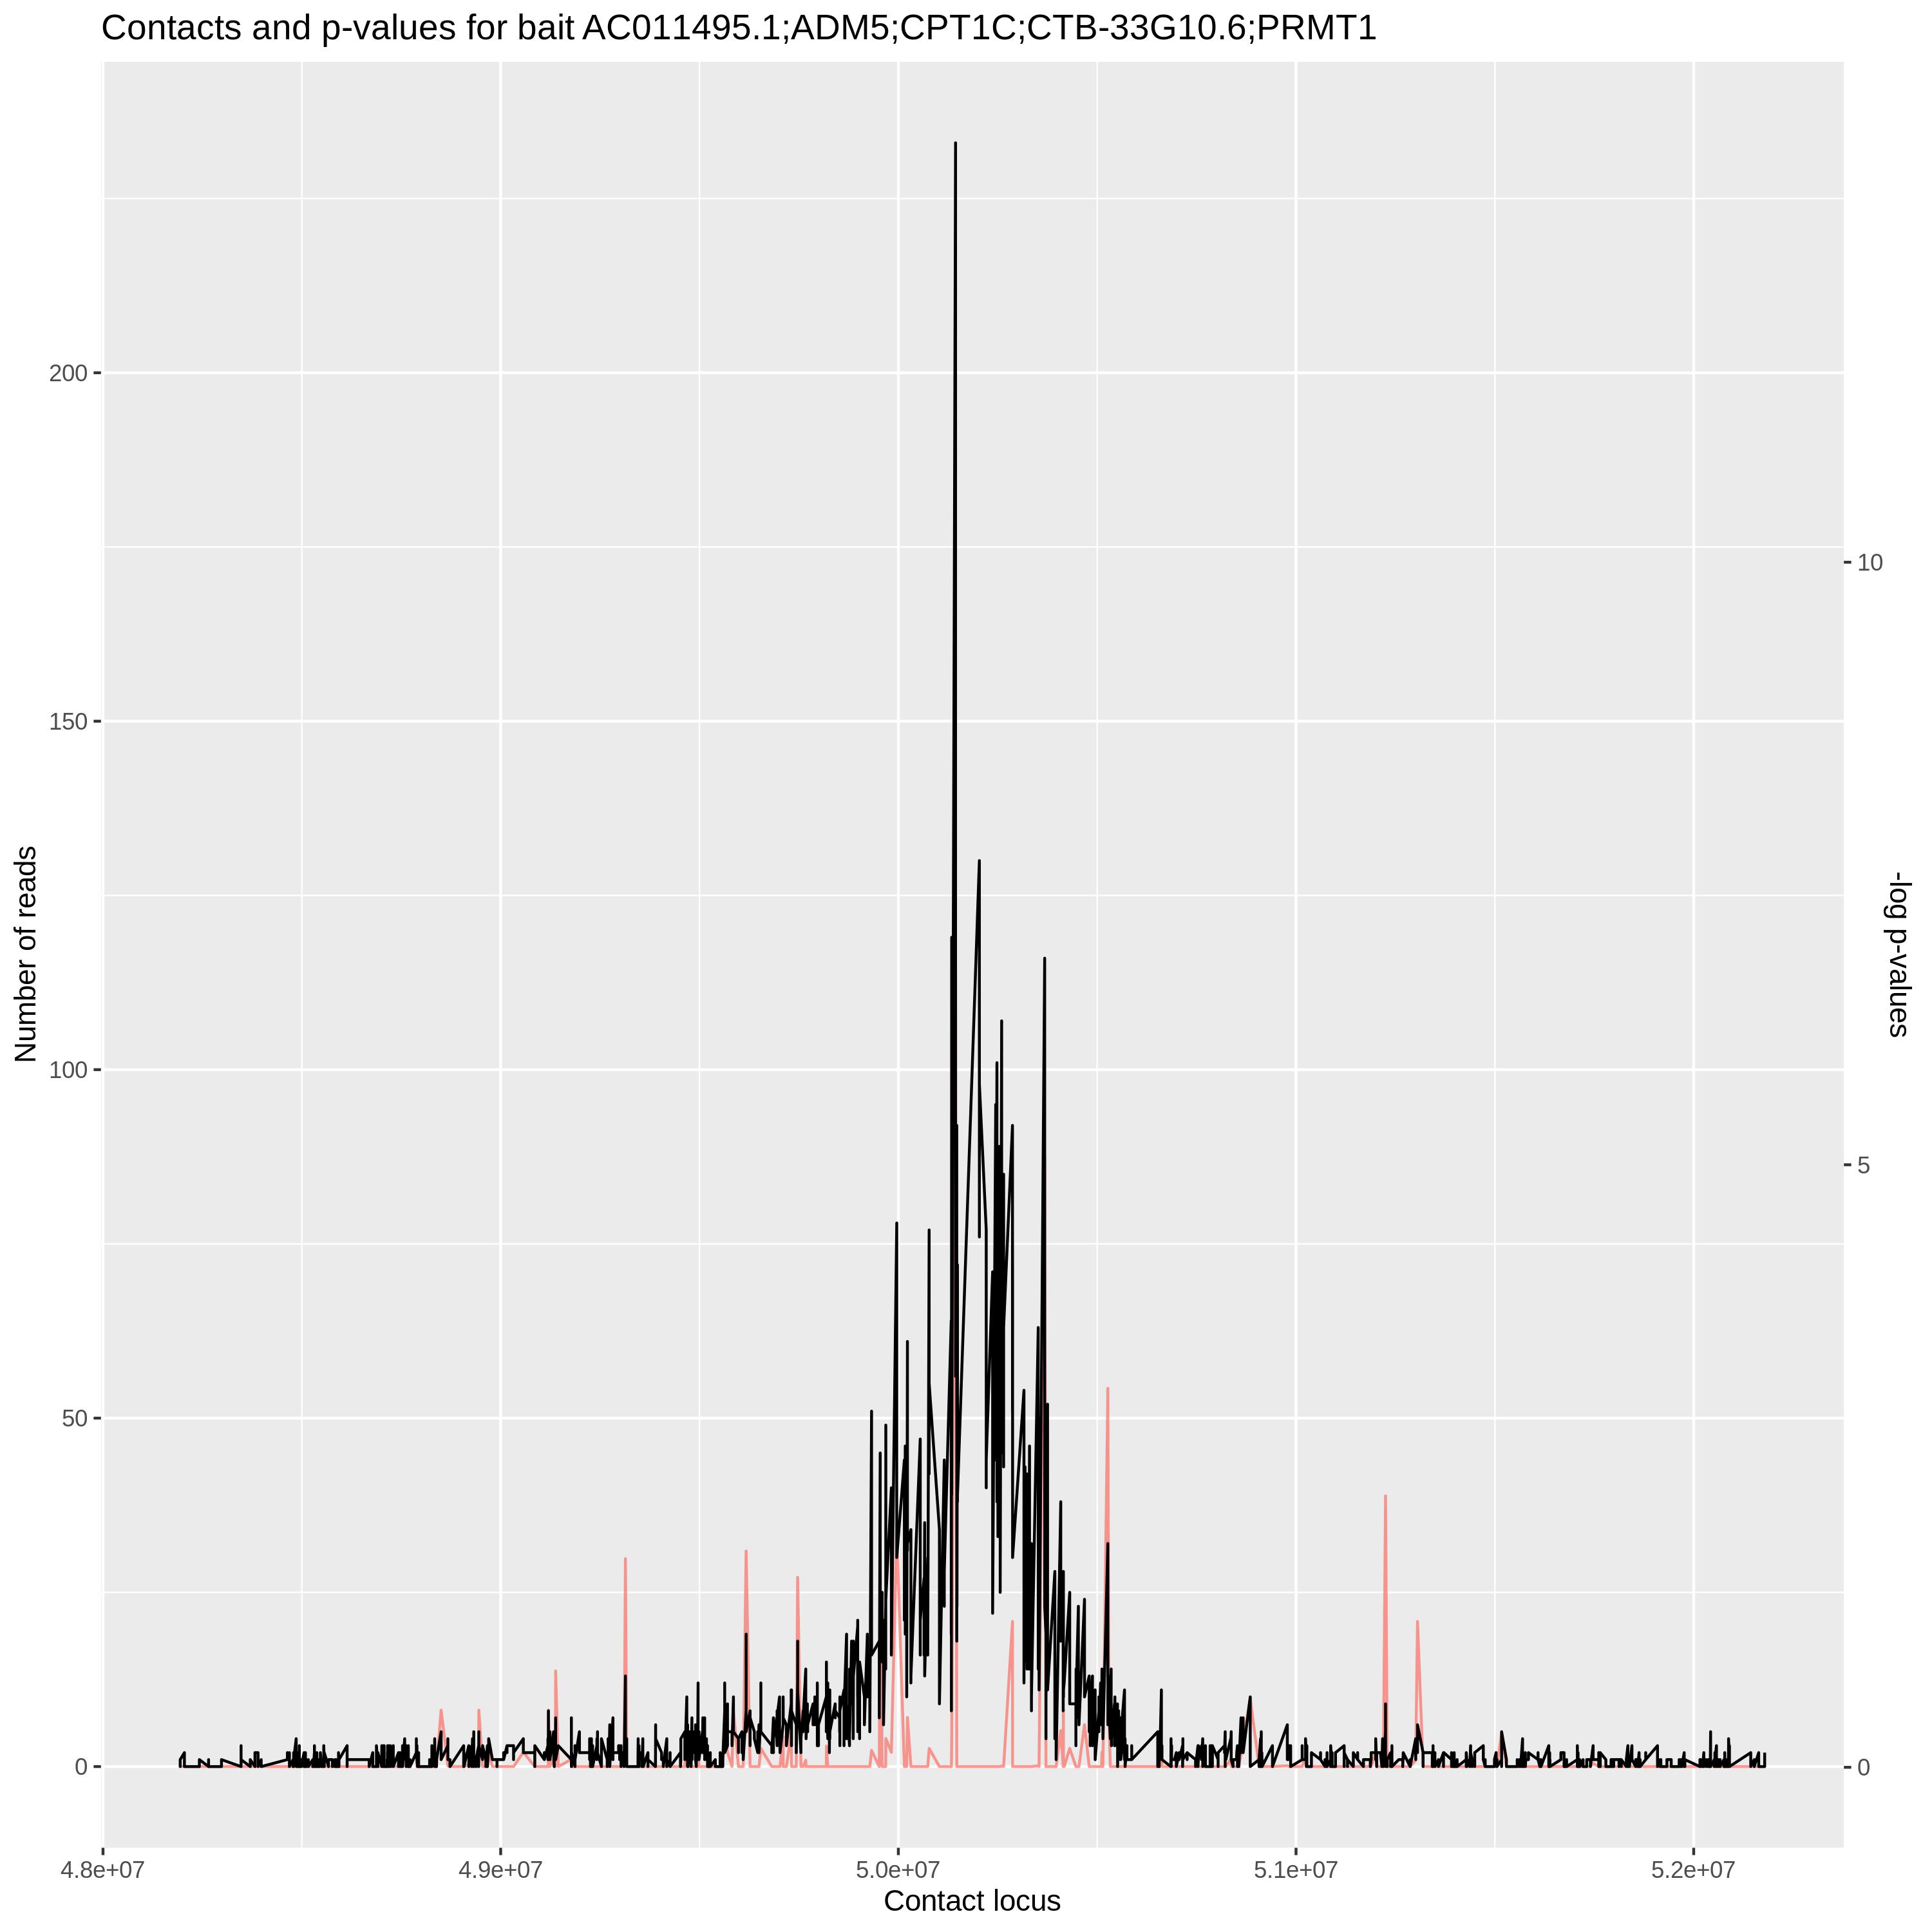 Contacts and p-values for bait AC011495.1;ADM5;CPT1C;CTB-33G10.6;PRMT1
Number of reads
200
150
100
50
0
10
5
0
-log p-values
4.8e+07 4.9e+07 5.0e+07 5.1e+07 5.2e+07
Contact locus